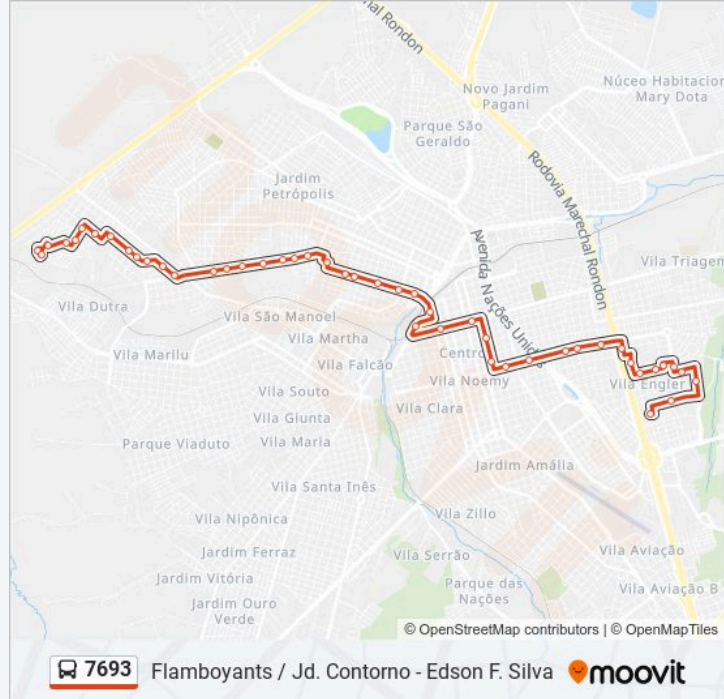 hal Rondon
Novo Jardim
Pagani
Núceo Habitacion
Mary Dota
Parque São
Geraldo
Jardim
Petrópolis
Rodovia Marechal Rondon
Avenida Nações Unidas
Vila Triagem
Vila Dutra
Vila São Manoel
Vila Marilu
Vila Martha
Centro
Vila Falcão
Vila Noemy
Vila Engler
Vila Souto
Vila Clara
Vila Giunta
Parque Viaduto
Vila Maria
Jardim Amália
Vila Santa Inês
Vila Zillo
Vila Nipônica
Jardim Ferraz
Vila Serrão
Vila Aviação
Jardim Vitória
Parque das
Nações
Vila Aviação B
Jardim Ouro
Verde
© OpenStreetMap contributors | © OpenMapTiles
7693 Flamboyants / Jd. Contorno - Edson F. Silva moovit